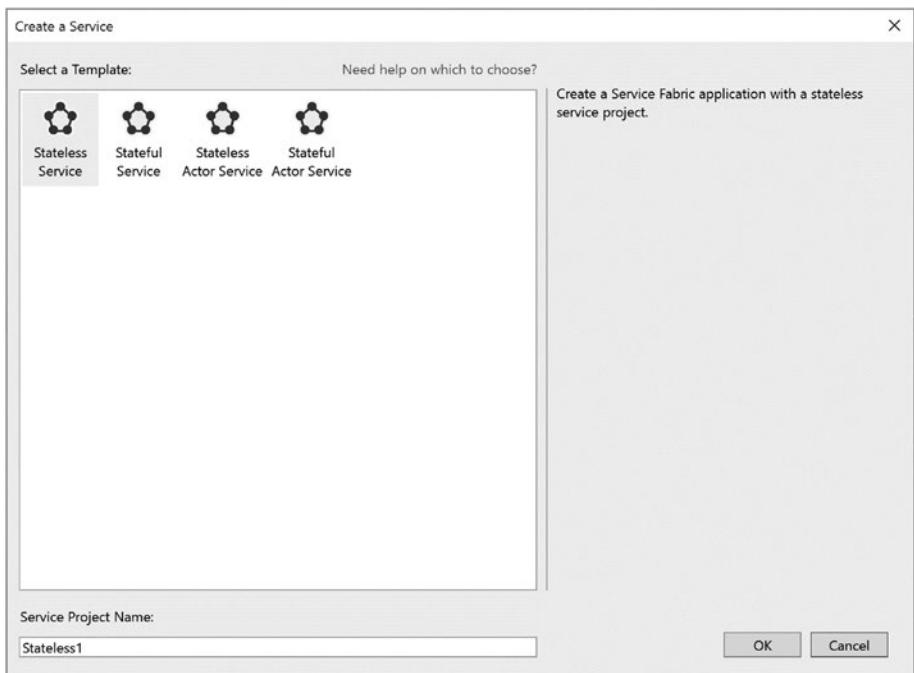 Create a Service
Select a Template:
Need help on which to choose?
Stateless
Service
Stateful
Service
Stateless
Actor Service
Stateful
Actor Service
Create a Service Fabric application with a stateless
service project.
Service Project Name:
Stateless1
OK
Cancel